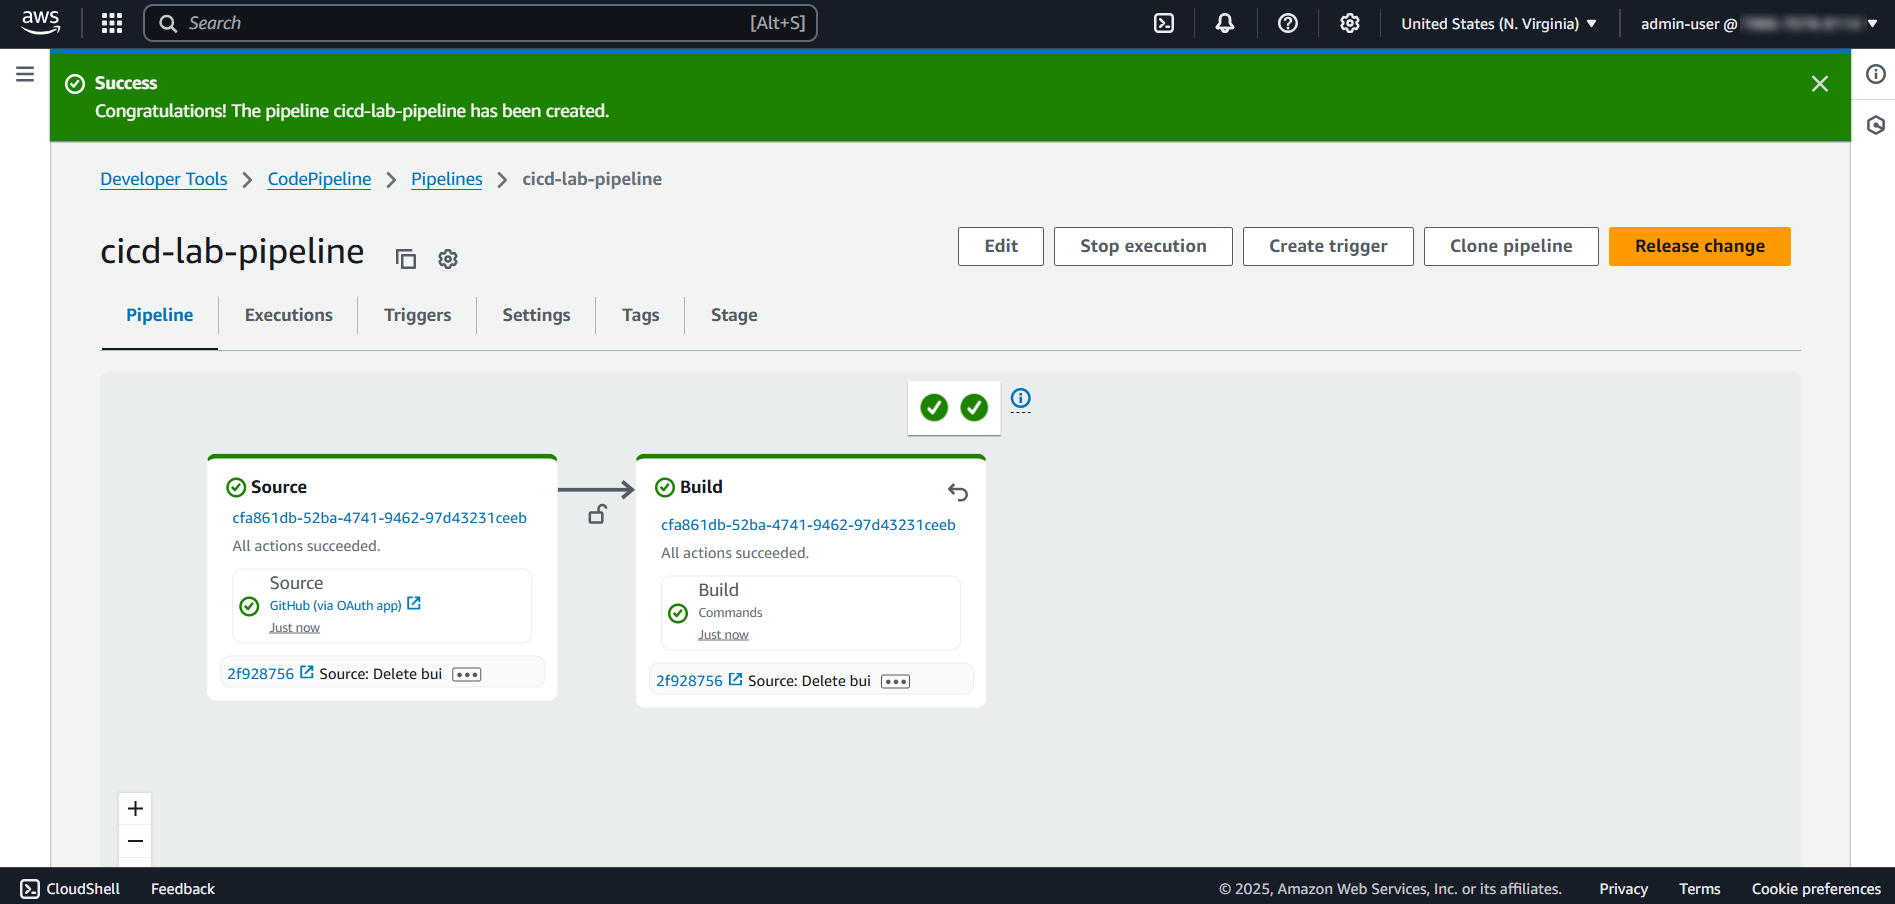 aws
Search [Alt+S]
United States (N. Virginia)
admin-user @
Success
Congratulations! The pipeline cicd-lab-pipeline has been created.
Developer Tools
CodePipeline
Pipelines
cicd-lab-pipeline
cicd-lab-pipeline
Edit
Stop execution
Create trigger
Clone pipeline
Release change
Pipeline
Executions
Triggers
Settings
Tags
Stage
Source
cfa861db-52ba-4741-9462-97d43231ceeb
All actions succeeded.
Source
GitHub (via OAuth app)
Just now
2f928756 Source: Delete bui
Build
cfa861db-52ba-4741-9462-97d43231ceeb
All actions succeeded.
Build
Commands
Just now
2f928756 Source: Delete bui
CloudShell
Feedback
© 2025, Amazon Web Services, Inc. or its affiliates.
Privacy
Terms
Cookie preferences